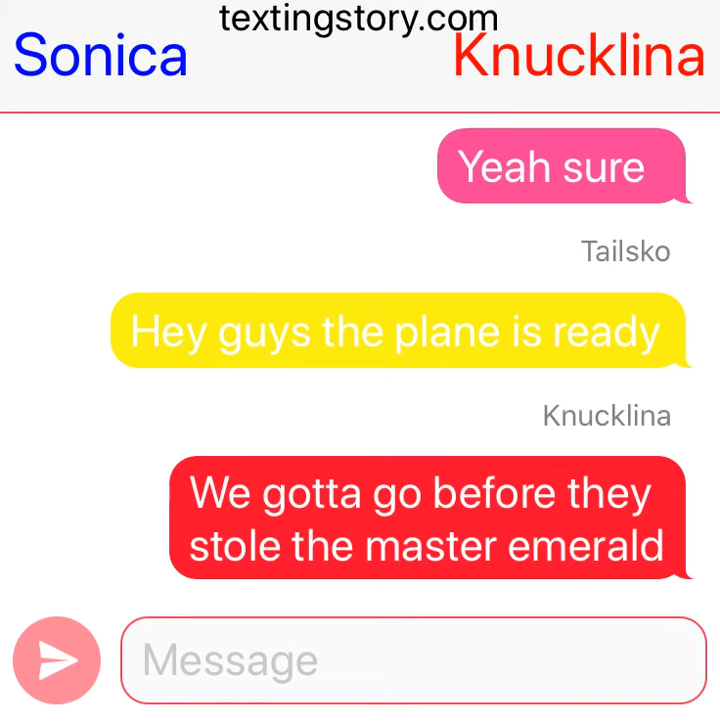 textingstory.com
Sonica
Knucklina
Yeah sure
Tailsko
Hey guys the plane is ready
Knucklina
We gotta go before they
stole the master emerald
Message